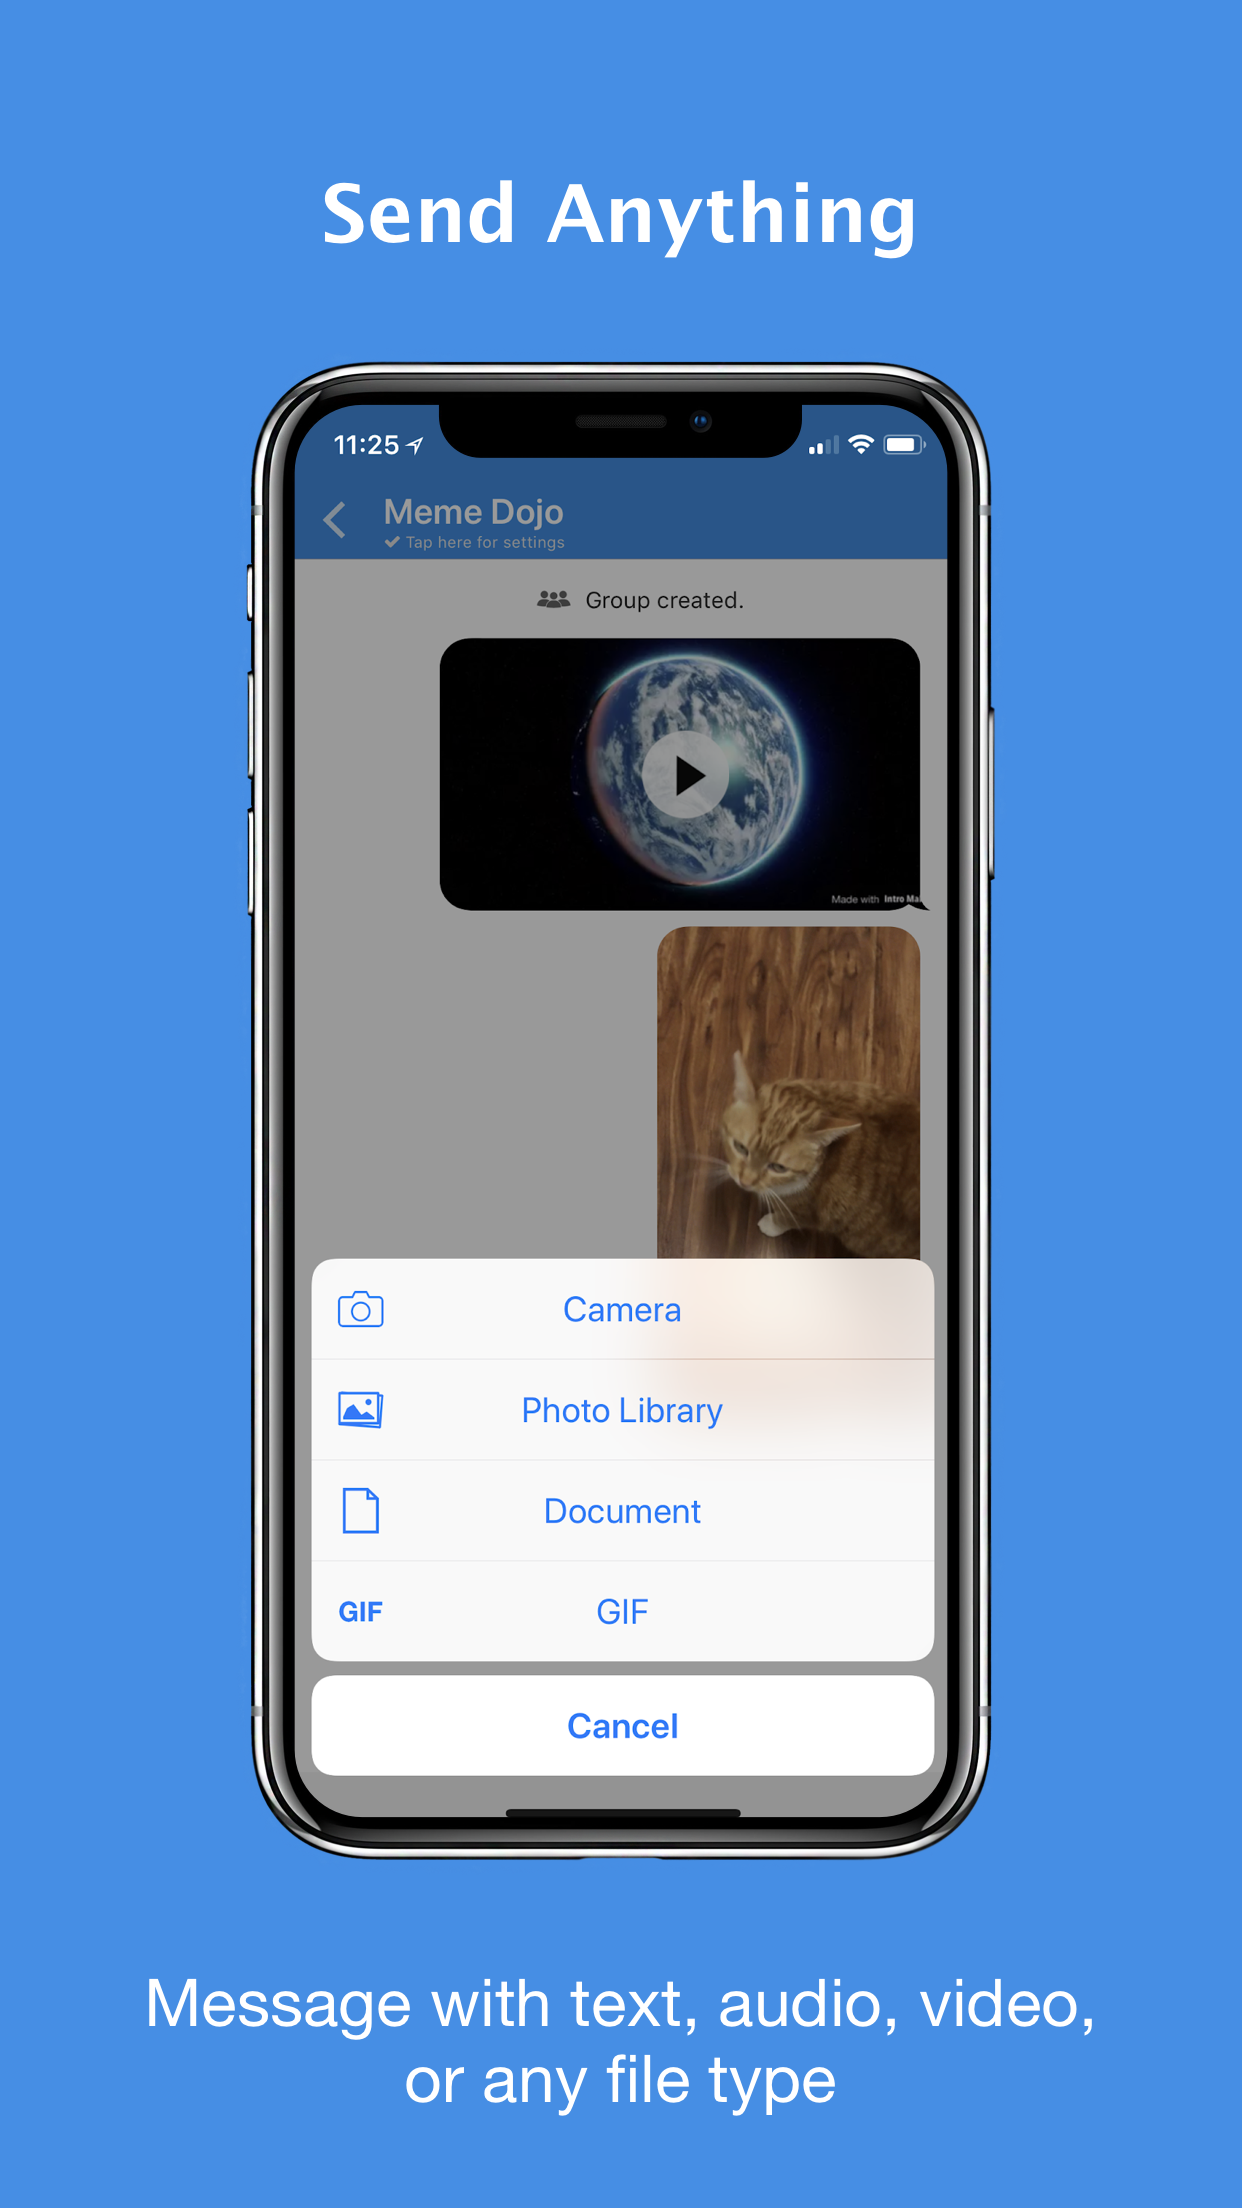 Send Anything
11:25
Meme Dojo
Tap here for settings
Group created.
Made with Intro Ma
Camera
Photo Library
Document
GIF GIF
Cancel
Message with text, audio, video,
or any file type